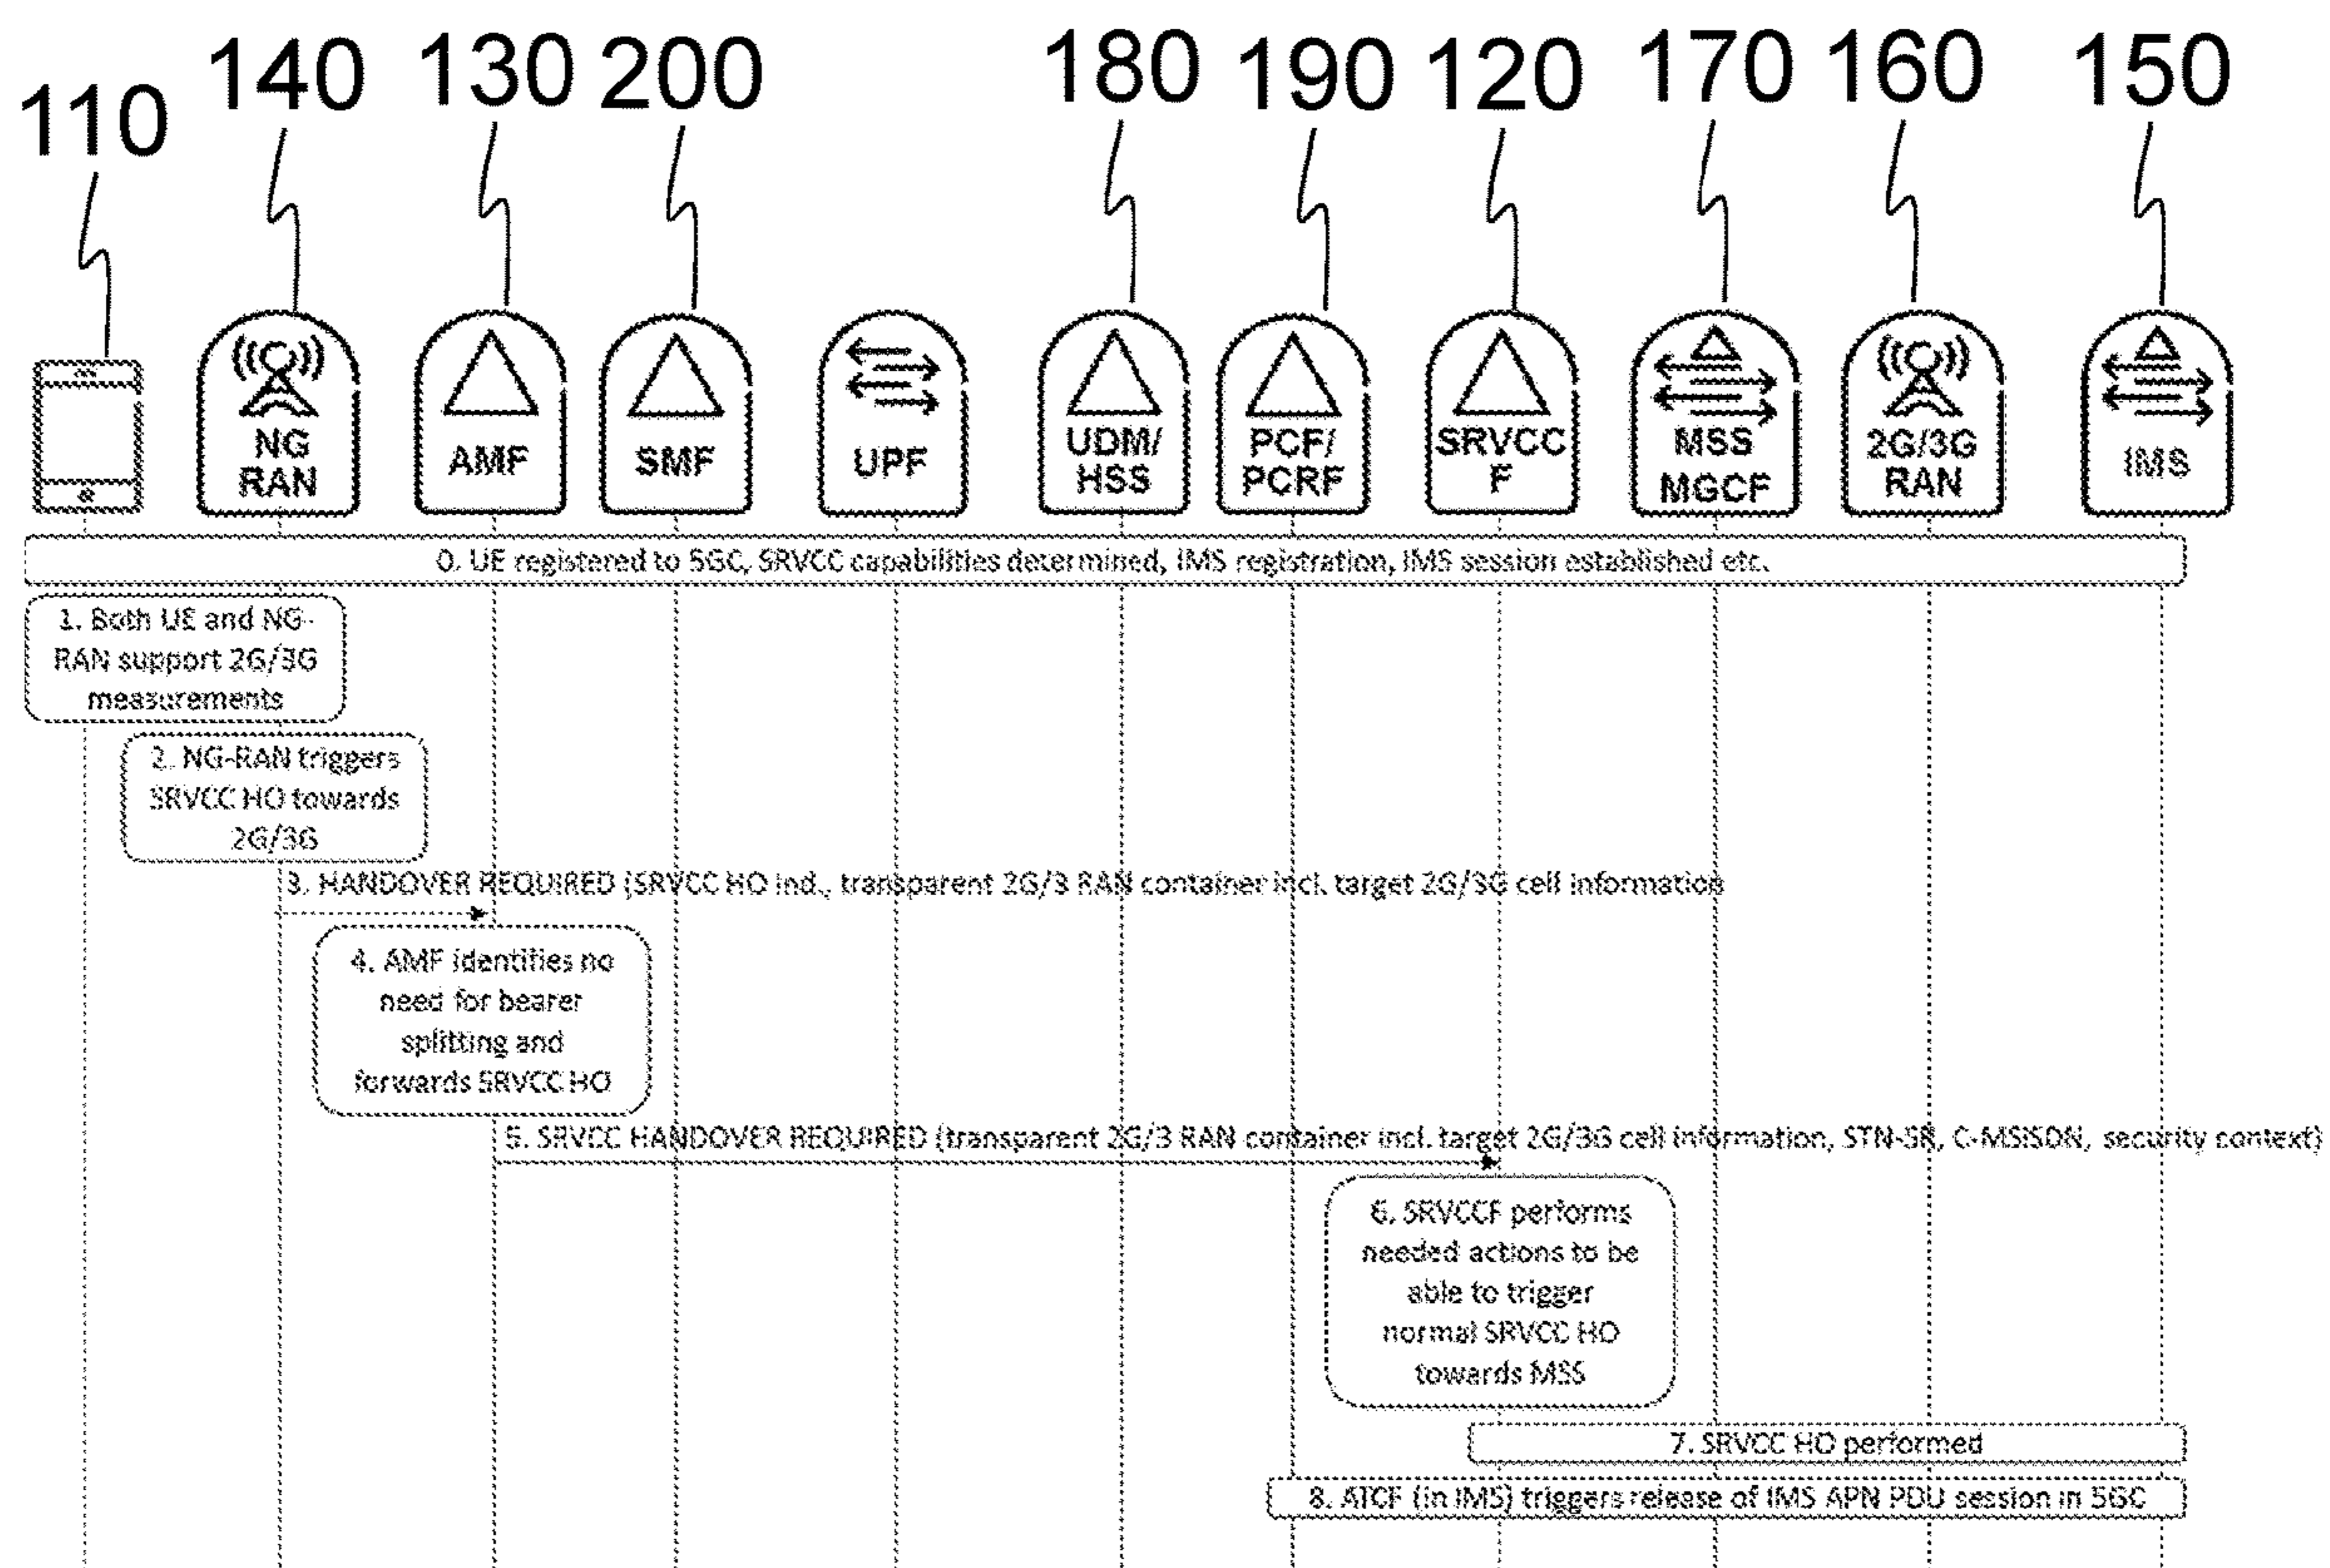 110 140 130 200 180 190 120 170 160 150
NG
RAN
AMF
SMF
UPF
UDM/
HSS
PCF/
PCRF
SRVCC
F
MSS
MGCF
2G/3G
RAN
IMS
0. UE registered to 5GC, SRVCC capabilities determined, IMS registration, IMS session established etc.
1. Both UE and NG-
RAN support 2G/3G
measurements
2. NG-RAN triggers
SRVCC HO towards
2G/3G
3. HANDOVER REQUIRED (SRVCC HO ind., transparent 2G/3 RAN container incl. target 2G/3G cell information
4. AMF identifies no
need for bearer
splitting and
forwards SRVCC HO
5. SRVCC HANDOVER REQUIRED (transparent 2G/3 RAN container incl. target 2G/3G cell information, STN-SR, C-MSISDN, security context)
6. SRVCCF performs
needed actions to be
able to trigger
normal SRVCC HO
towards MSS
7. SRVCC HO performed
8. ATCF (in IMS) triggers release of IMS APN PDU session in 5GC